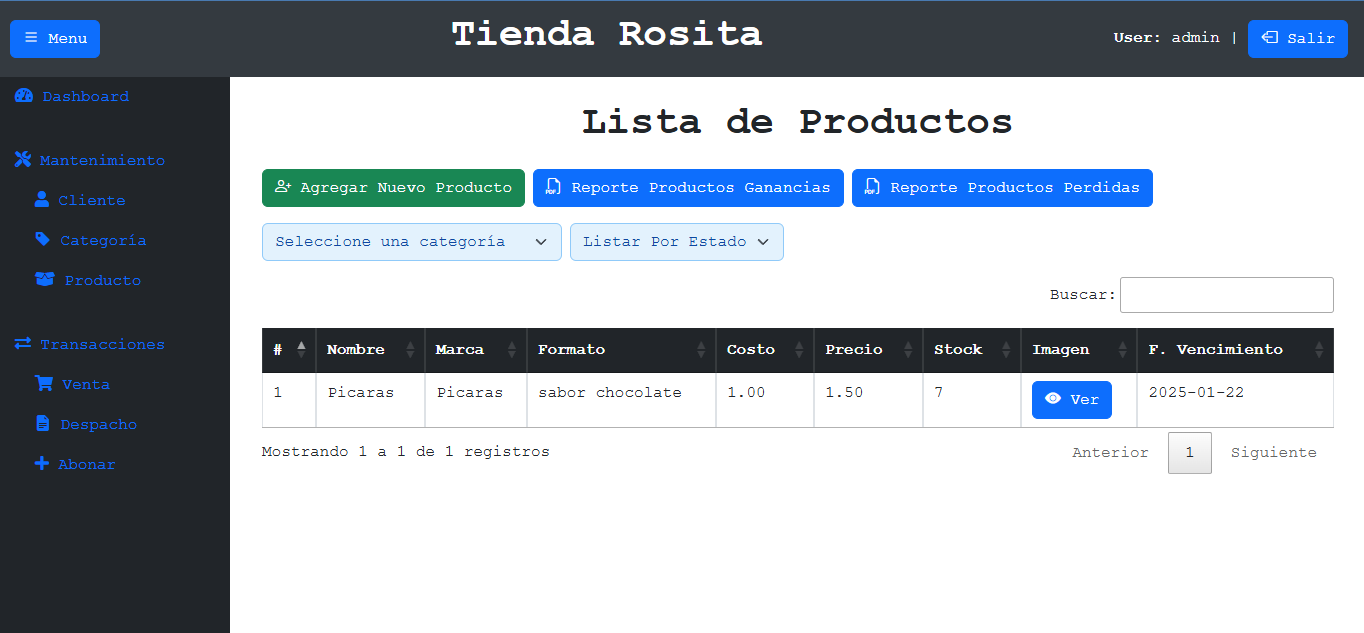 Menu
Tienda Rosita
User: admin |
Salir
Dashboard
Mantenimiento
Cliente
Categoría
Producto
Transacciones
Venta
Despacho
Abonar
Lista de Productos
Agregar Nuevo Producto
PDF Reporte Productos Ganancias
PDF Reporte Productos Perdidas
Seleccione una categoría
Listar Por Estado
Buscar:
# Nombre Marca Formato Costo Precio Stock Imagen F. Vencimiento
1 Picaras Picaras sabor chocolate 1.00 1.50 7 Ver 2025-01-22
Mostrando 1 a 1 de 1 registros
Anterior 1 Siguiente